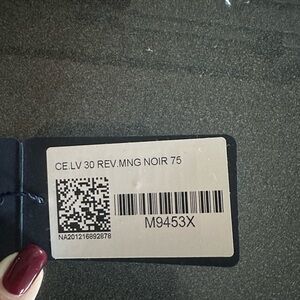 CE.LV 30 REV.MNG NOIR 75
M9453X
NA201216892878